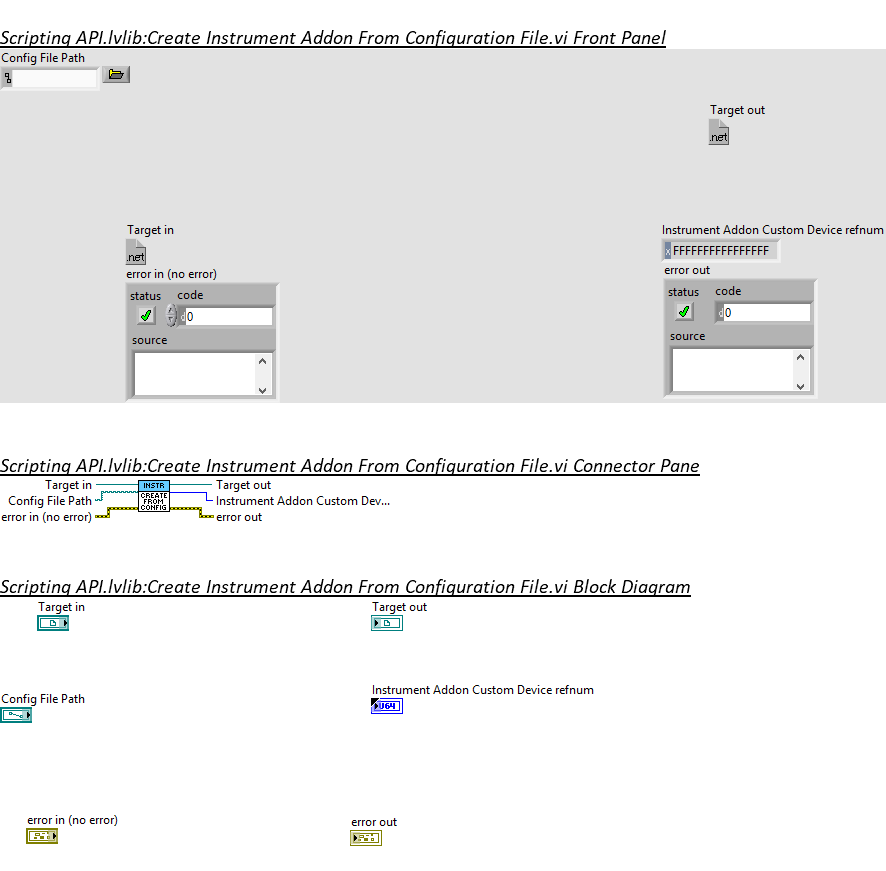 Scripting API.lvlib:Create Instrument Addon From Configuration File.vi Front Panel
Config File Path
Target out
.net
Target in
.net
Instrument Addon Custom Device refnum
x FFFFFFFFFFFFFFFF
error in (no error)
status code
d 0
source
error out
status code
d 0
source
Scripting API.lvlib:Create Instrument Addon From Configuration File.vi Connector Pane
Target in
Config File Path
error in (no error)
INSTR
CREATE
FROM
CONFIG
Target out
Instrument Addon Custom Dev...
error out
Scripting API.lvlib:Create Instrument Addon From Configuration File.vi Block Diagram
Target in
Target out
Config File Path
Instrument Addon Custom Device refnum
U64
error in (no error)
error out